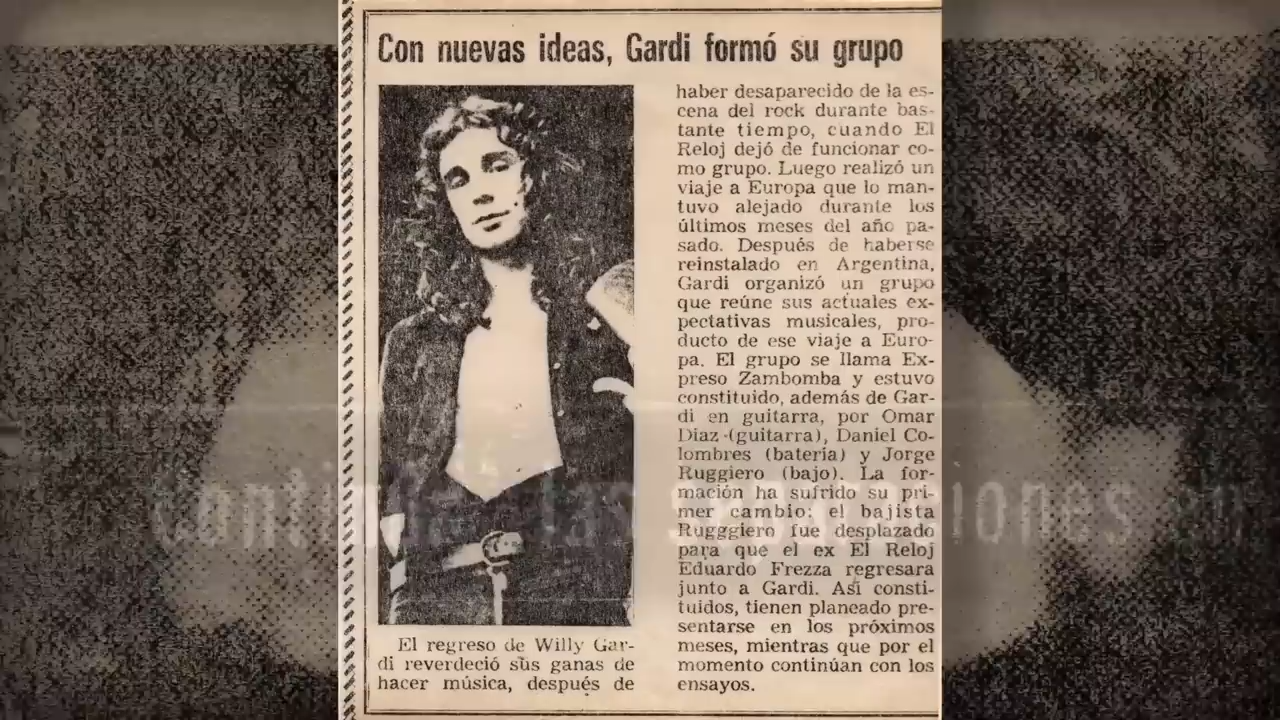 Con nuevas ideas, Gardi formó su grupo
El regreso de Willy Gar-
di reverdeció sus ganas de
hacer música, después de
haber desaparecido de la es-
cena del rock durante bas-
tante tiempo, cuando El
Reloj dejó de funcionar co-
mo grupo. Luego realizó un
viaje a Europa que lo man-
tuvo alejado durante los
últimos meses del año pa-
sado. Después de haberse
reinstalado en Argentina,
Gardi organizó un grupo
que reúne sus actuales ex-
pectativas musicales, pro-
ducto de ese viaje a Euro-
pa. El grupo se llama Ex-
preso Zambomba y estuvo
constituido, además de Gar-
di en guitarra, por Omar
Diaz (guitarra), Daniel Co-
lombres (batería) y Jorge
Ruggiero (bajo). La for-
mación ha sufrido su pri-
mer cambio: el bajista
Rugggiero fue desplazado
para que el ex El Reloj
Eduardo Frezza regresara
junto a Gardi. Así consti-
tuidos, tienen planeado pre-
sentarse en los próximos
meses, mientras que por el
momento continúan con los
ensayos.
las separaciones en